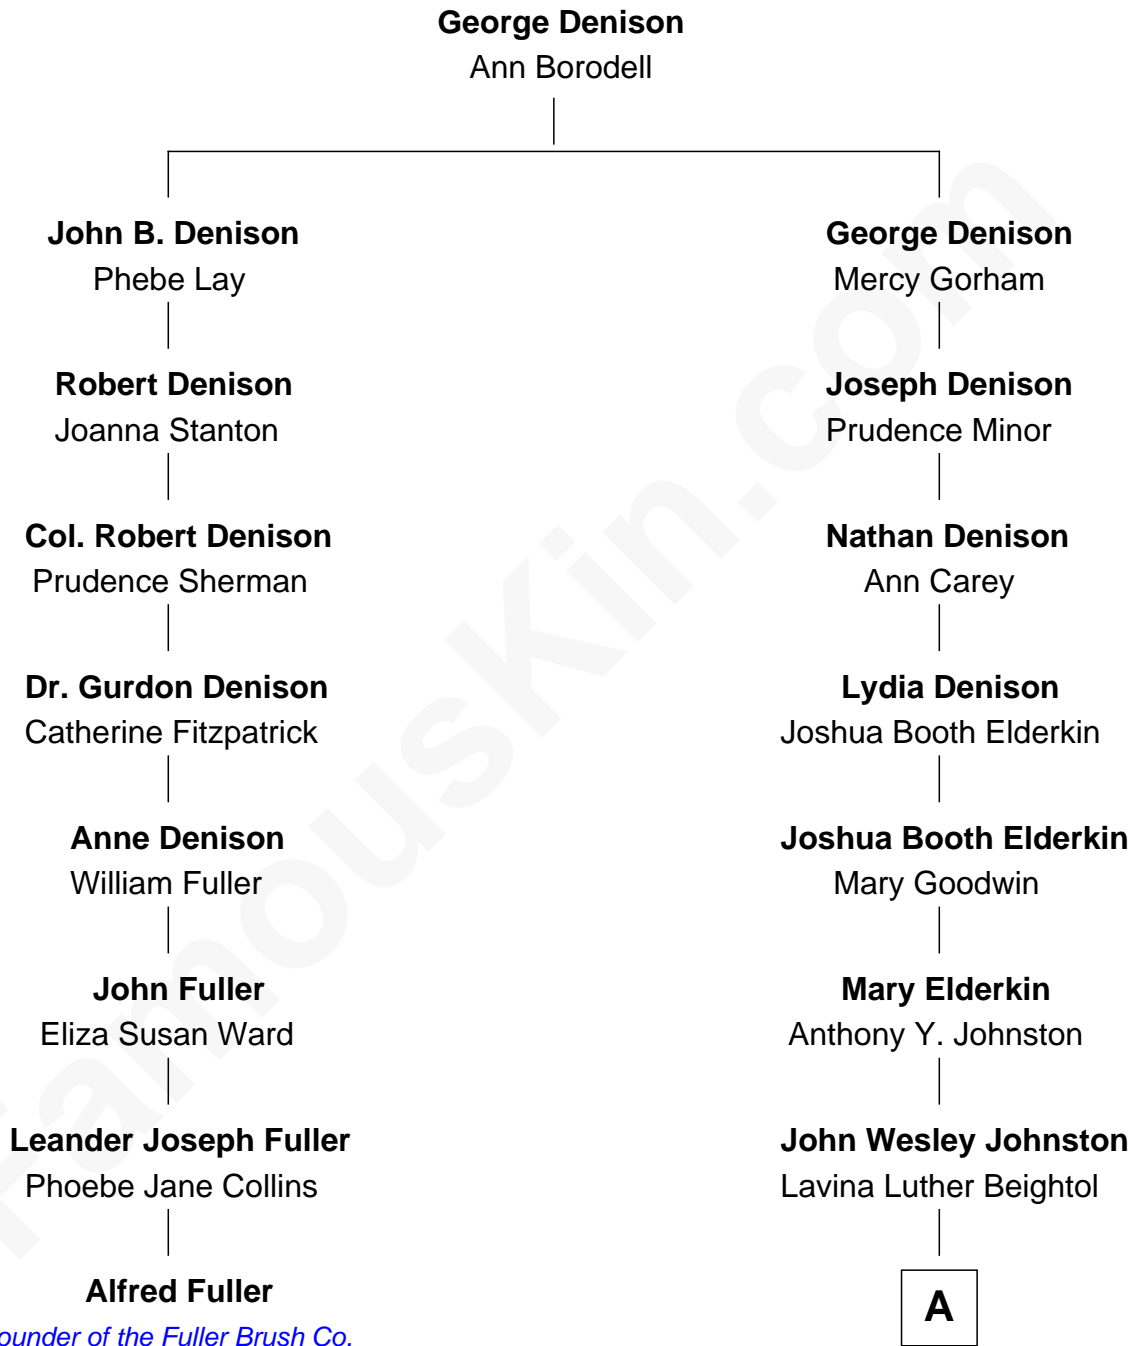 George Denison
Ann Borodell
John B. Denison
Phebe Lay
George Denison
Mercy Gorham
Robert Denison
Joanna Stanton
Joseph Denison
Prudence Minor
Col. Robert Denison
Prudence Sherman
Nathan Denison
Ann Carey
Dr. Gurdon Denison
Catherine Fitzpatrick
Lydia Denison
Joshua Booth Elderkin
Anne Denison
William Fuller
Joshua Booth Elderkin
Mary Goodwin
John Fuller
Eliza Susan Ward
Mary Elderkin
Anthony Y. Johnston
Leander Joseph Fuller
Phoebe Jane Collins
John Wesley Johnston
Lavina Luther Beightol
Alfred Fuller
ounder of the Fuller Brush Co.
A
FamousKin.com